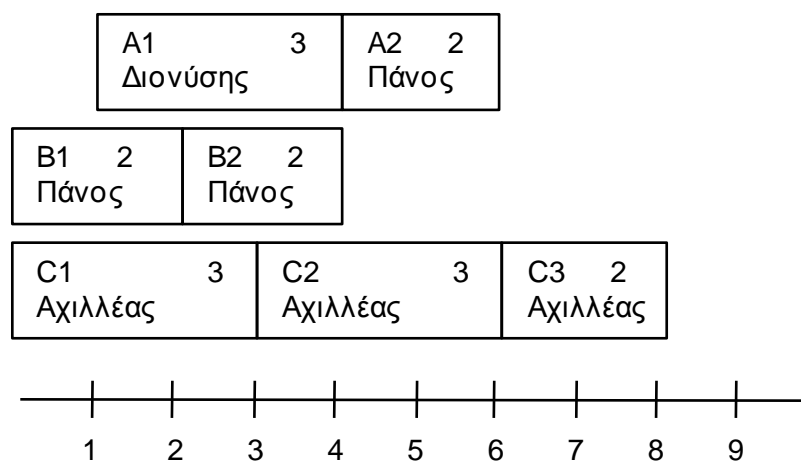 A1 3 A2 2
Διονύσης Πάνος
B1 2 B2 2
Πάνος Πάνος
C1 3 C2 3 C3 2
Αχιλλέας Αχιλλέας Αχιλλέας
1 2 3 4 5 6 7 8 9